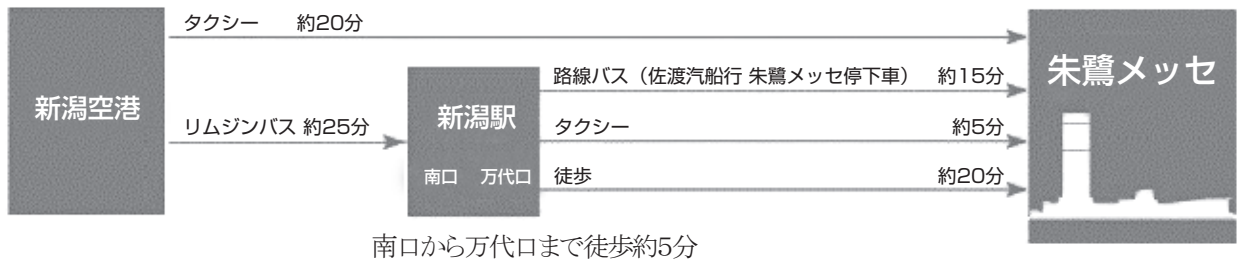 タクシー　約20分
新潟空港
リムジンバス 約25分
新潟駅
南口　万代口
路線バス（佐渡汽船行 朱鷺メッセ停下車）　約15分
タクシー　約5分
徒歩　約20分
朱鷺メッセ
南口から万代口まで徒歩約5分